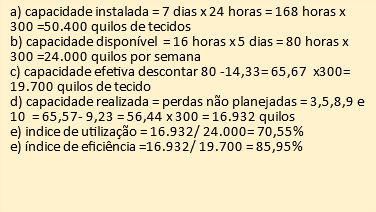 a) capacidade instalada = 7 dias x 24 horas = 168 horas x
300 =50.400 quilos de tecidos
b) capacidade disponível = 16 horas x 5 dias = 80 horas x
300 =24.000 quilos por semana
c) capacidade efetiva descontar 80 -14,33= 65,67 x300=
19.700 quilos de tecido
d) capacidade realizada = perdas não planejadas = 3,5,8,9 e
10 = 65,57- 9,23 = 56,44 x 300 = 16.932 quilos
e) indice de utilização = 16.932/ 24.000= 70,55%
e) índice de eficiência =16.932/ 19.700 = 85,95%